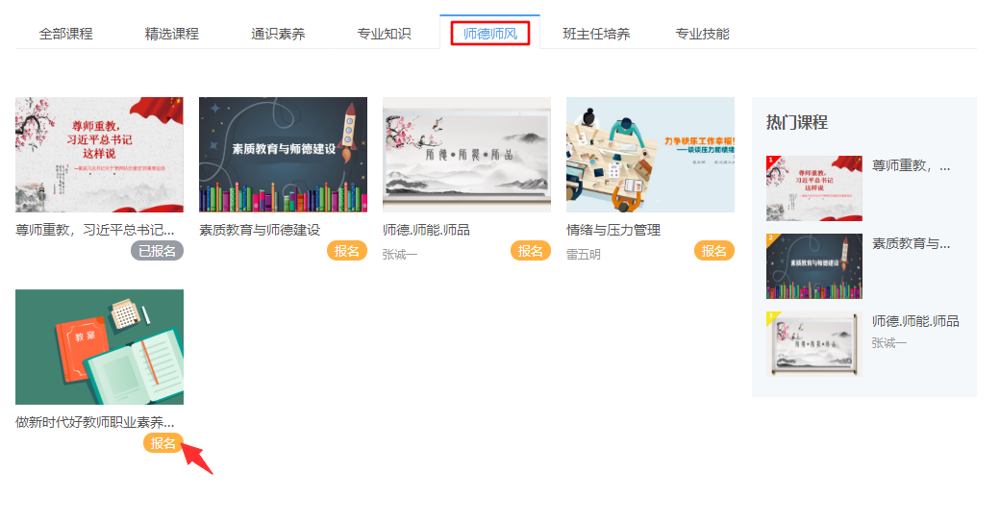 全部课程
精选课程
通识素养
专业知识
师德师风
班主任培养
专业技能
尊师重教，
习近平总书记
这样说
素质教育与师德建设
师德•师能•师品
力争快乐工作幸福
——谈谈压力和情绪
尊师重教，习近平总书记...
已报名
素质教育与师德建设
报名
师德.师能.师品
张诚一
报名
情绪与压力管理
雷五明
报名
教案
做新时代好教师职业素养...
报名
热门课程
1
尊师重教，
习近平总书记
这样说
尊师重教，...
2
素质教育与师德建设
素质教育与...
3
师德.师能.师品
张诚一